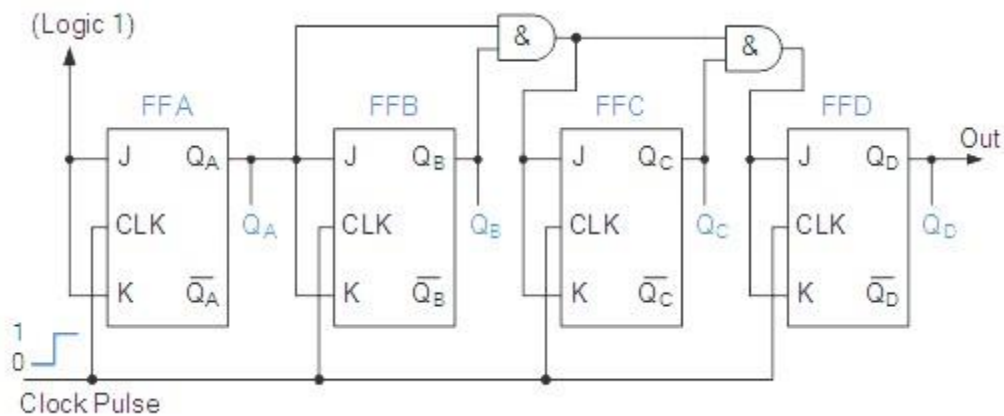 (Logic 1)
&
&
FFA
FFB
FFC
FFD
J
Q_A
J
Q_B
J
Q_C
J
Q_D
Out
CLK
Q_A
CLK
Q_B
CLK
Q_C
CLK
Q_D
K
Q̅_A
K
Q̅_B
K
Q̅_C
K
Q̅_D
1
0
Clock Pulse